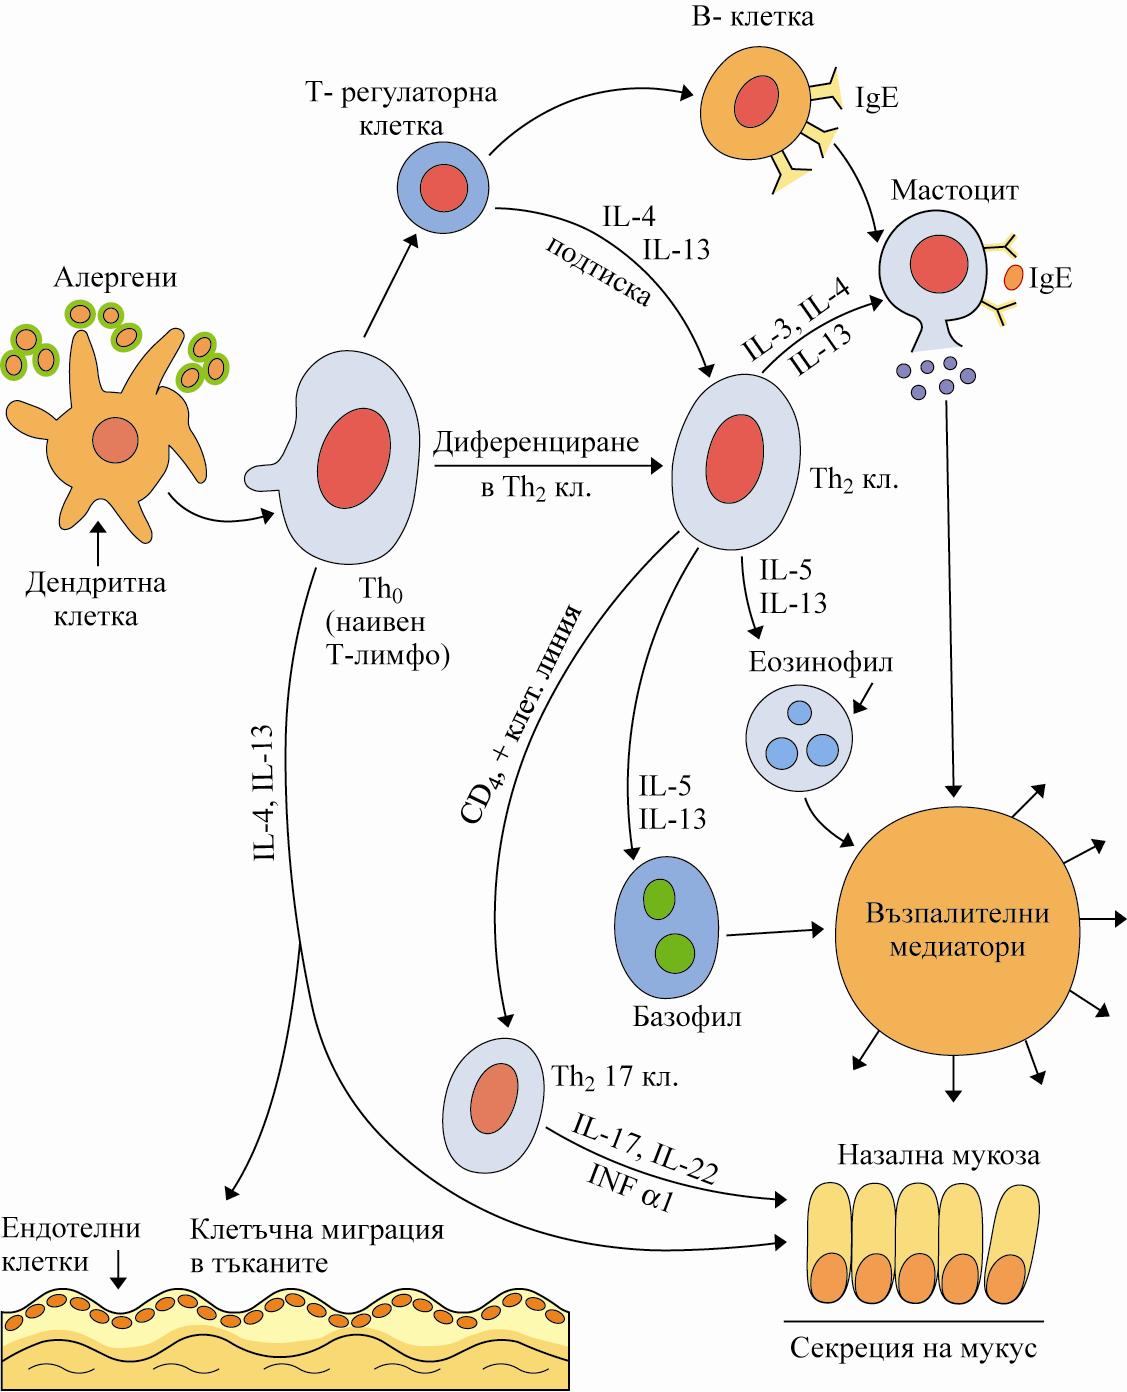 В- клетка
IgE
Т- регулаторна
клетка
Мастоцит
IgE
IL-4
IL-13
подтиска
Алергени
IL-3, IL-4
IL-13
Диференциране
в Th₂ кл.
Th₂ кл.
Дендритна
клетка
Th₀
(наивен
Т-лимфо)
IL-5
IL-13
Еозинофил
CD₄, + клет. линия
IL-4, IL-13
IL-5
IL-13
Възпалителни
медиатори
Базофил
Th₂ 17 кл.
IL-17, IL-22
INF α1
Назална мукоза
Ендотелни
клетки
Клетъчна миграция
в тъканите
Секреция на мукус